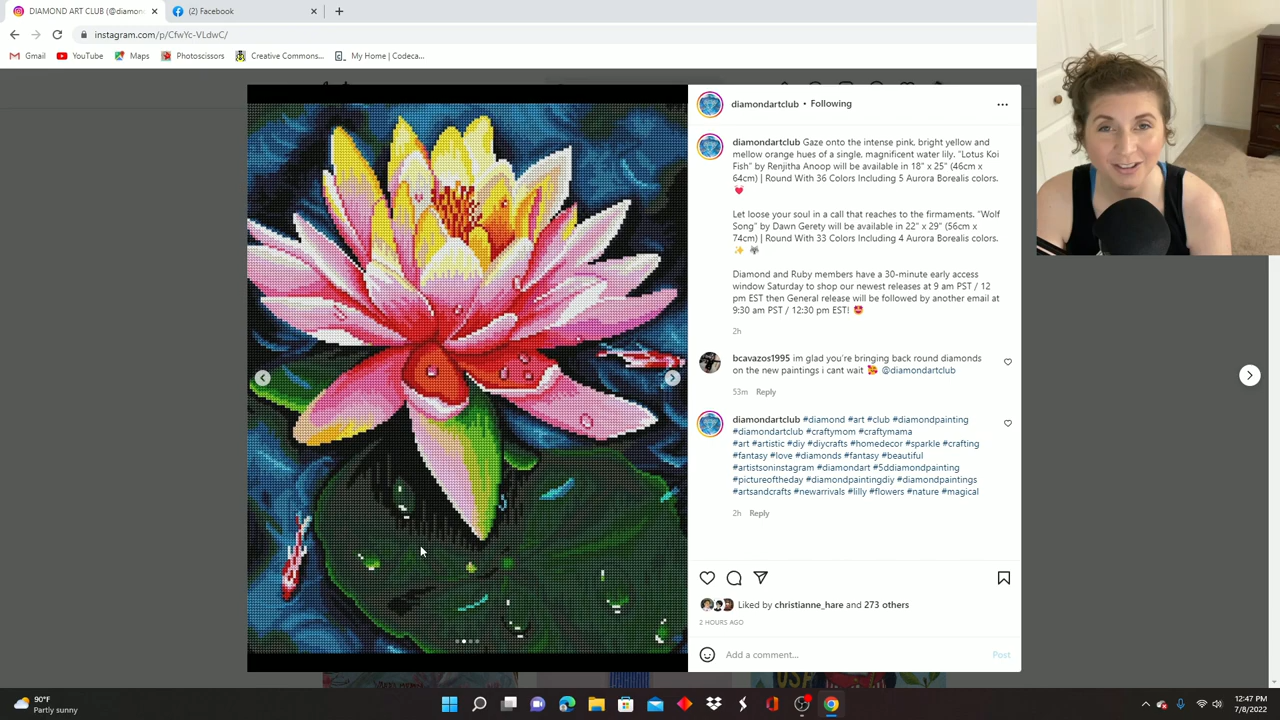 DIAMOND ART CLUB (@diamon
(2) Facebook
instagram.com/p/CfwYc-VLdwC/
Gmail
YouTube
Maps
Photoscissors
Creative Commons...
My Home | Codeca...
diamondartclub • Following
diamondartclub Gaze onto the intense pink, bright yellow and
mellow orange hues of a single, magnificent water lily. "Lotus Koi
Fish" by Renjitha Anoop will be available in 18" x 25" (46cm x
64cm) | Round With 36 Colors Including 5 Aurora Borealis colors.
💗
Let loose your soul in a call that reaches to the firmaments. "Wolf
Song" by Dawn Gerety will be available in 22" x 29" (56cm x
74cm) | Round With 33 Colors Including 4 Aurora Borealis colors.
✨ 🐺
Diamond and Ruby members have a 30-minute early access
window Saturday to shop our newest releases at 9 am PST / 12
pm EST then General release will be followed by another email at
9:30 am PST / 12:30 pm EST! 🤩
2h
bcavazos1995 im glad you're bringing back round diamonds
on the new paintings i cant wait 🥰 @diamondartclub
53m Reply
diamondartclub #diamond #art #club #diamondpainting
#diamondartclub #craftymom #craftymama
#art #artistic #diy #diycrafts #homedecor #sparkle #crafting
#fantasy #love #diamonds #fantasy #beautiful
#artistsoninstagram #diamondart #5ddiamondpainting
#pictureoftheday #diamondpaintingdiy #diamondpaintings
#artsandcrafts #newarrivals #lilly #flowers #nature #magical
2h Reply
Liked by christianne_hare and 273 others
2 HOURS AGO
Add a comment...
Post
USA
90°F
Partly sunny
12:47 PM
7/8/2022